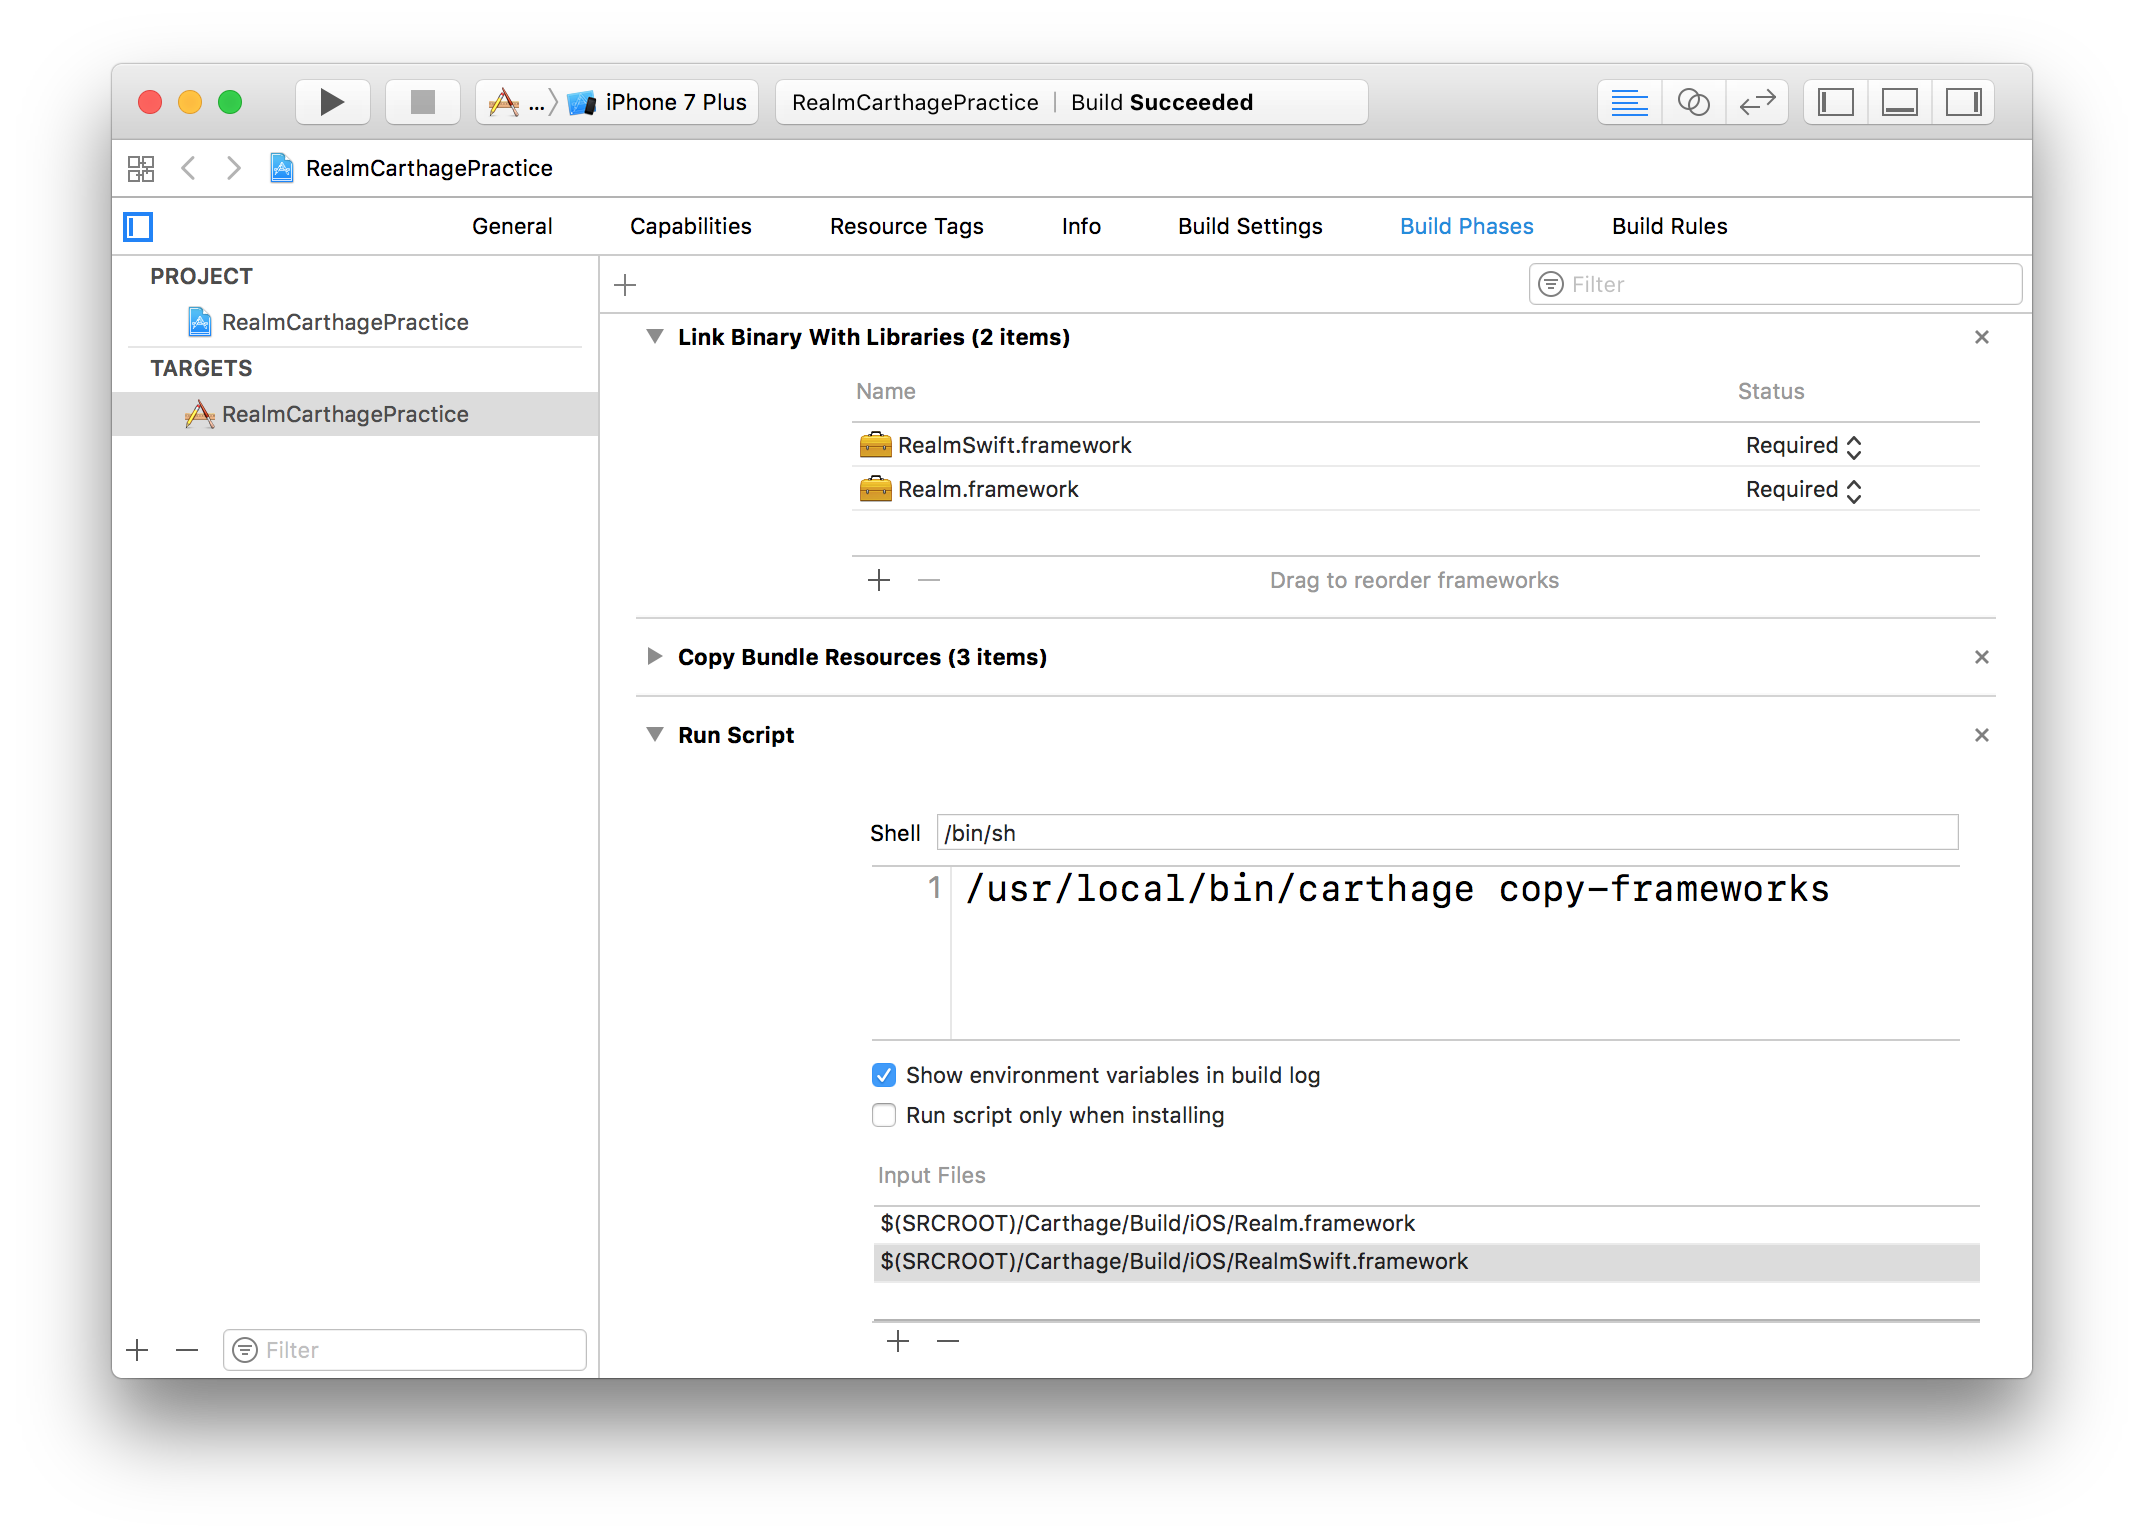 ... iPhone 7 Plus RealmCarthagePractice | Build Succeeded
RealmCarthagePractice
General Capabilities Resource Tags Info Build Settings Build Phases Build Rules
PROJECT
RealmCarthagePractice
TARGETS
RealmCarthagePractice
Filter
Filter
Link Binary With Libraries (2 items)
Name Status
RealmSwift.framework Required
Realm.framework Required
Drag to reorder frameworks
Copy Bundle Resources (3 items)
Run Script
Shell /bin/sh
1 /usr/local/bin/carthage copy-frameworks
Show environment variables in build log
Run script only when installing
Input Files
$(SRCROOT)/Carthage/Build/iOS/Realm.framework
$(SRCROOT)/Carthage/Build/iOS/RealmSwift.framework